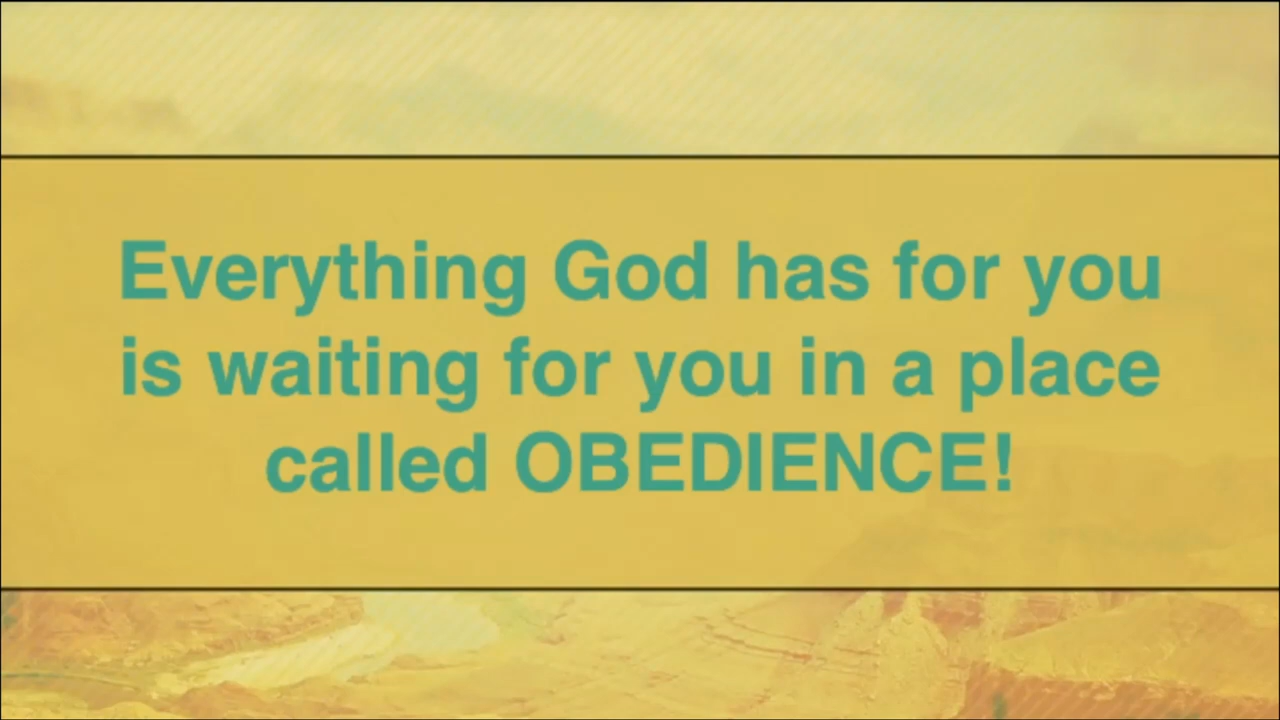 Everything God has for you
is waiting for you in a place
called OBEDIENCE!